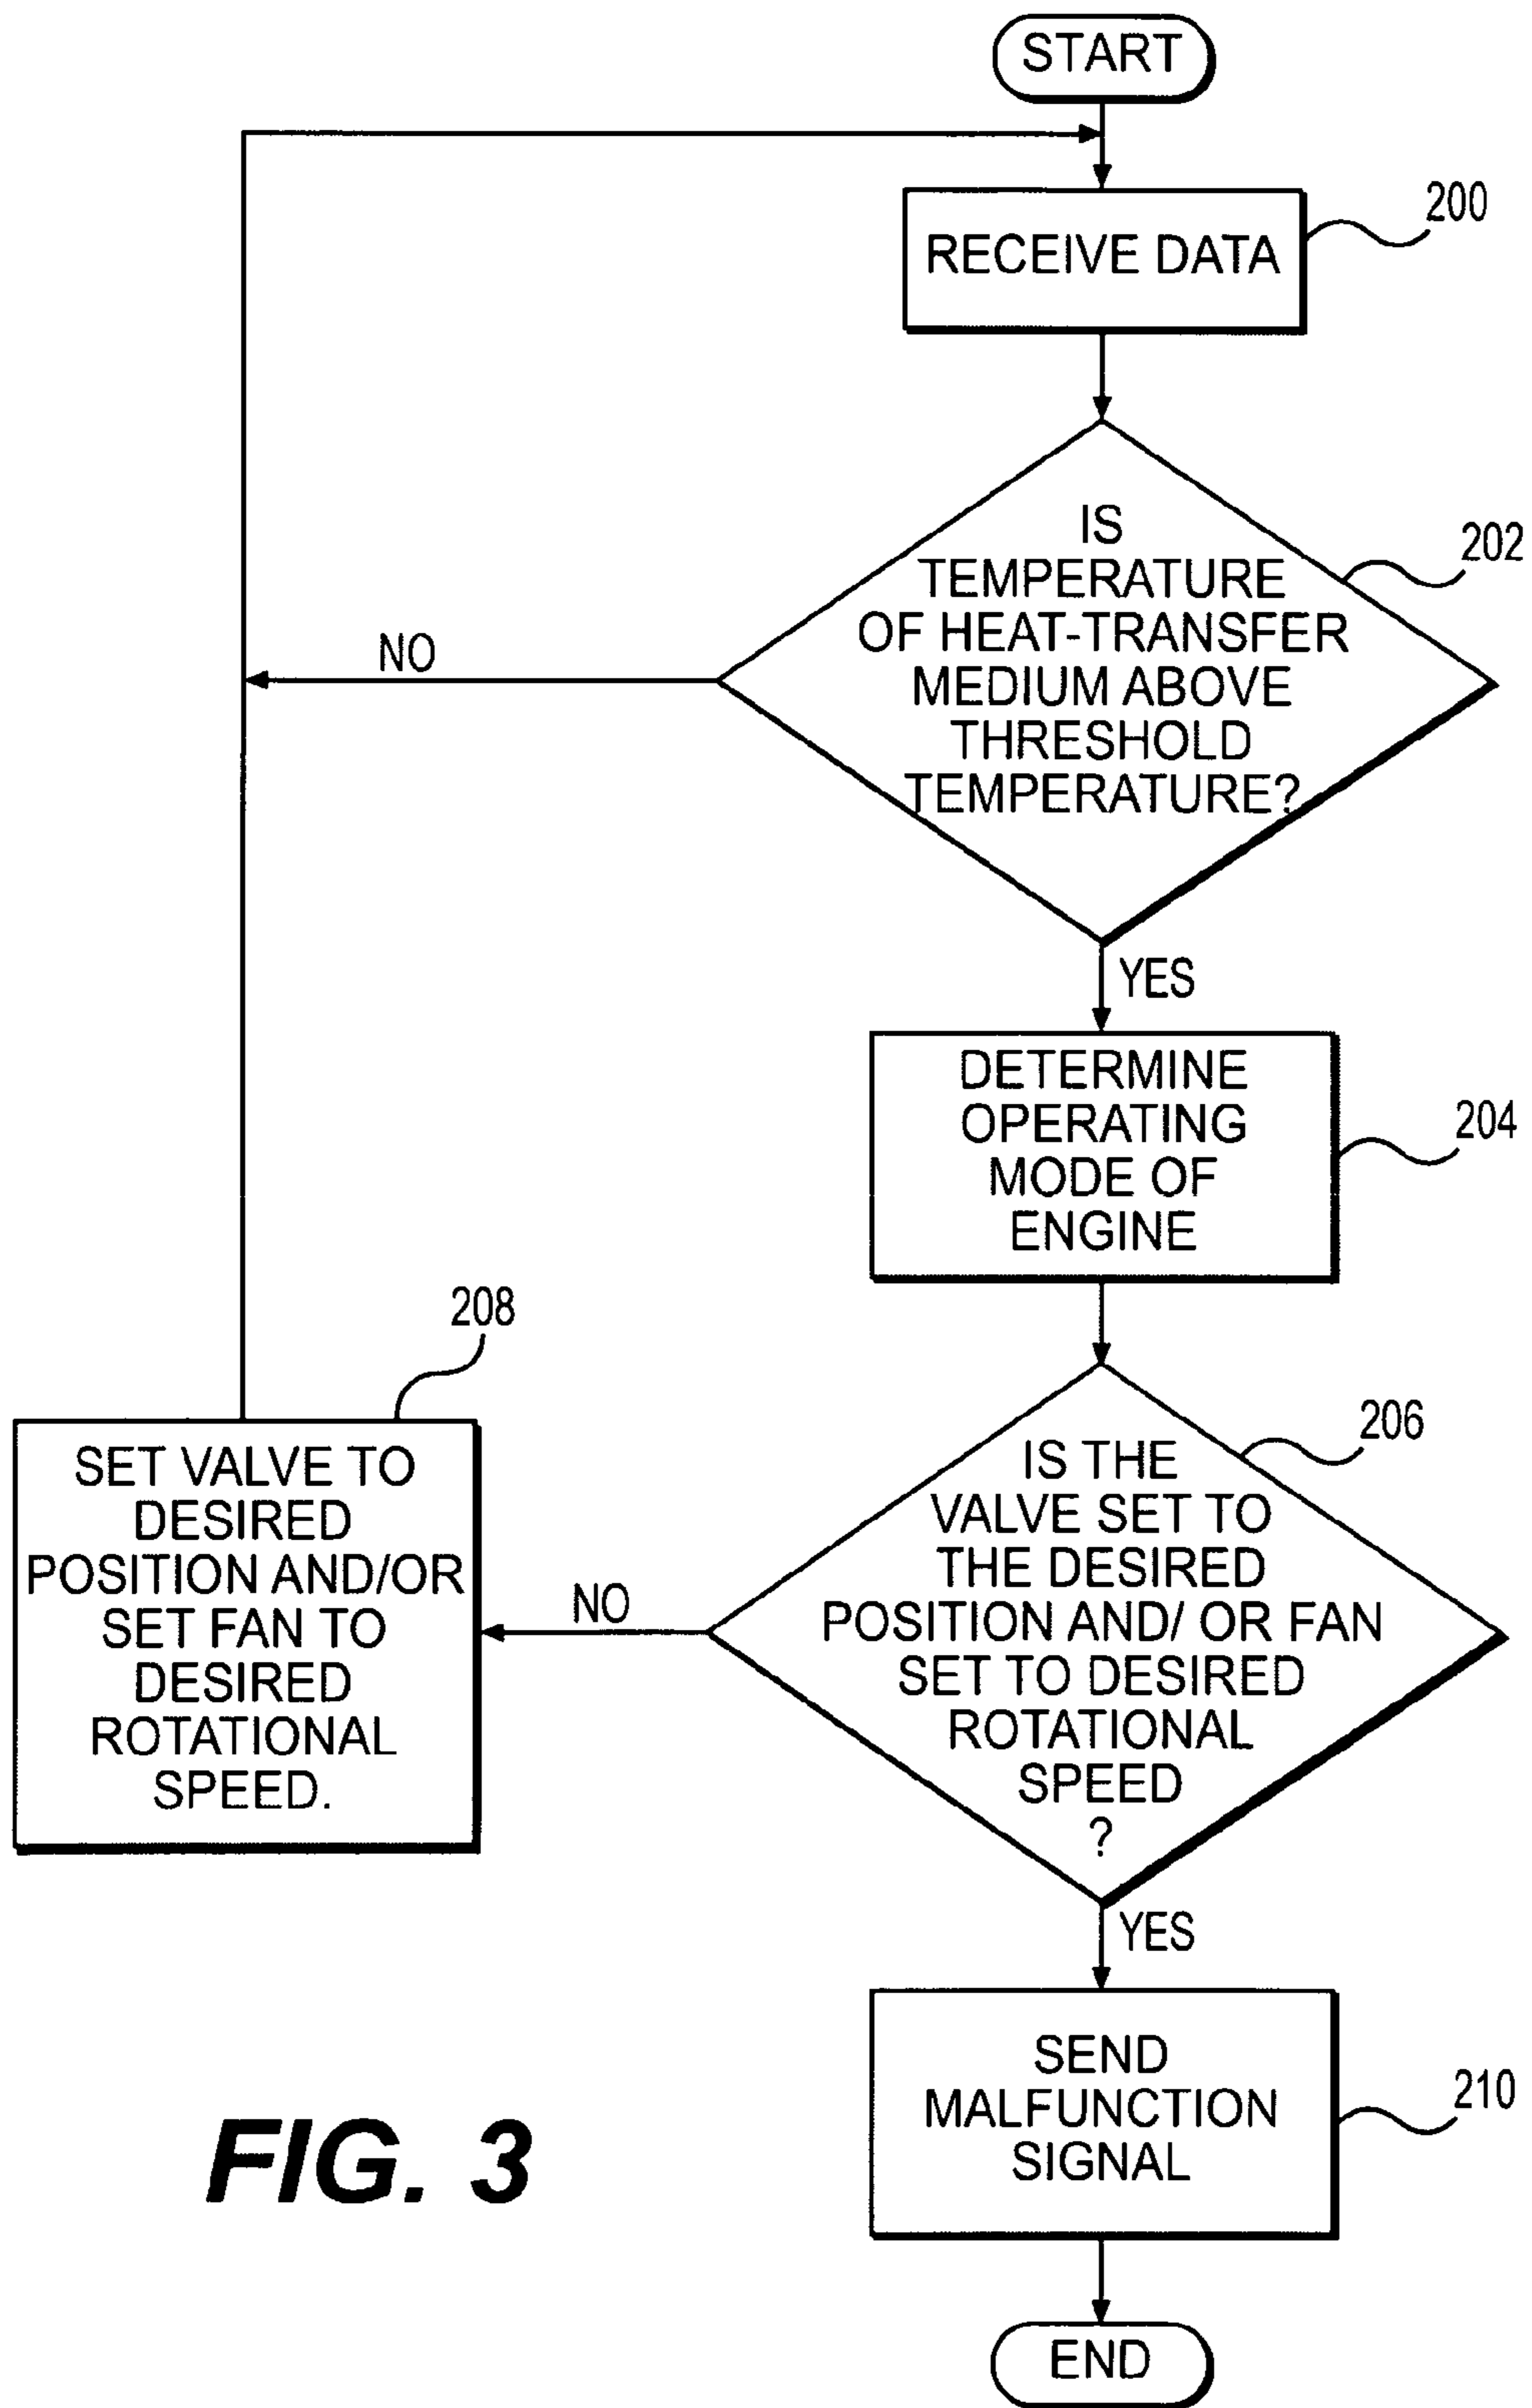 START
200
RECEIVE DATA
202
IS
TEMPERATURE
OF HEAT-TRANSFER
MEDIUM ABOVE
THRESHOLD
TEMPERATURE?
NO
YES
DETERMINE
OPERATING
MODE OF
ENGINE
204
208
SET VALVE TO
DESIRED
POSITION AND/OR
SET FAN TO
DESIRED
ROTATIONAL
SPEED.
NO
206
IS THE
VALVE SET TO
THE DESIRED
POSITION AND/ OR FAN
SET TO DESIRED
ROTATIONAL
SPEED
?
YES
SEND
MALFUNCTION
SIGNAL
210
FIG. 3
END